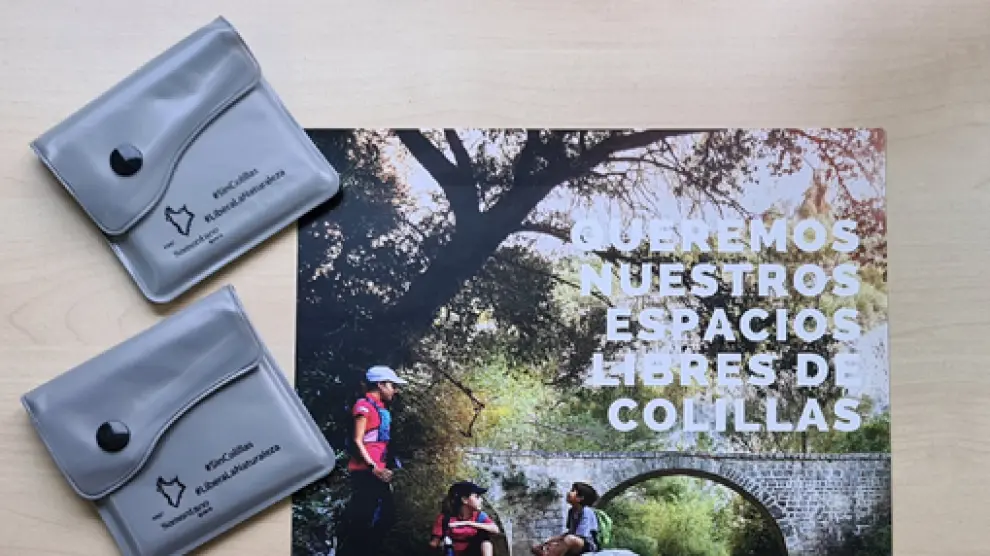 #SinColillas
#LiberaLaNaturaleza
Somontano
#SinColillas
#LiberaLaNaturaleza
Somontano
QUEREMOS
NUESTROS
ESPACIOS
LIBRES DE
COLILLAS